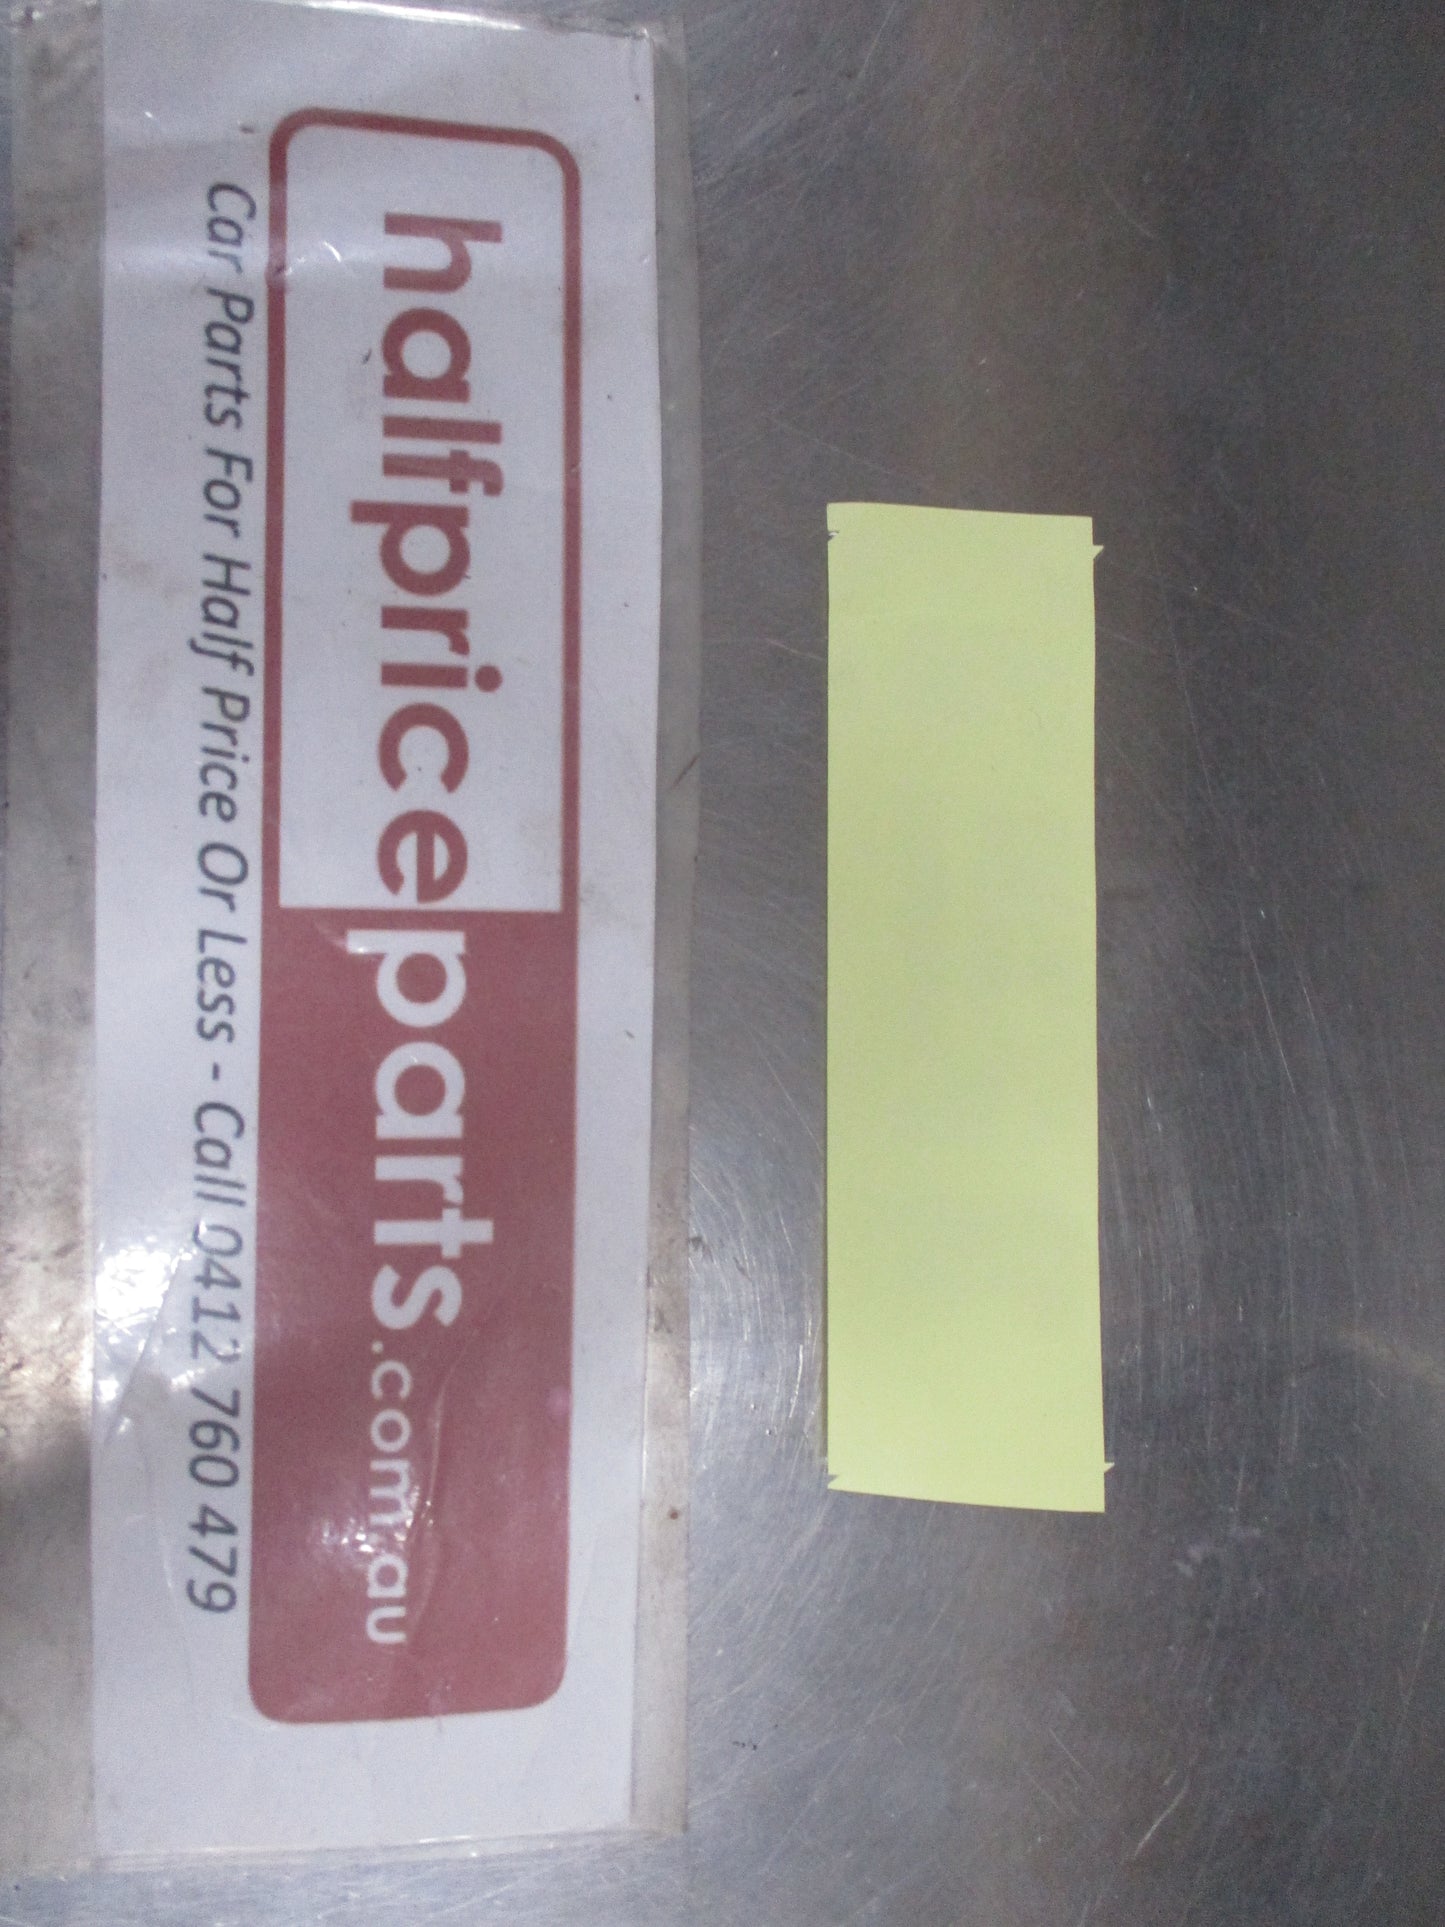 halfpriceparts.com.au
Car Parts For Half Price Or Less - Call 0412 760 479